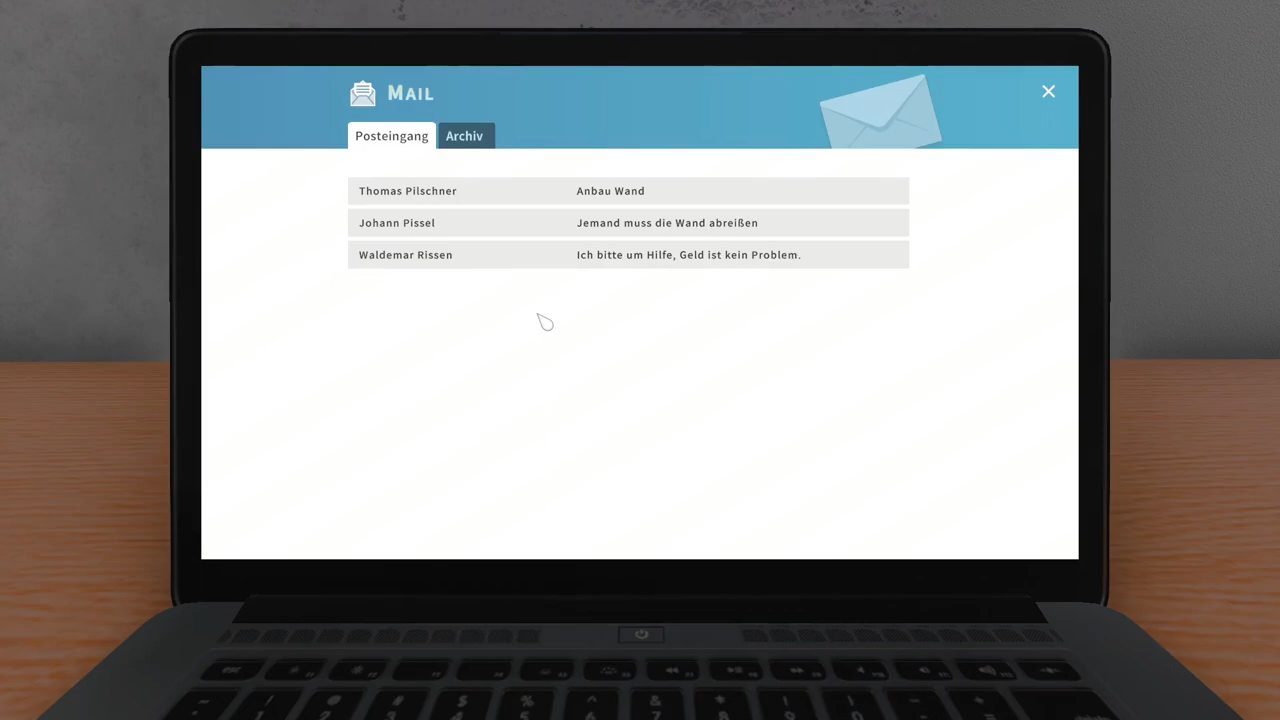 Mail
Posteingang
Archiv
Thomas Pilschner Anbau Wand
Johann Pissel Jemand muss die Wand abreißen
Waldemar Rissen Ich bitte um Hilfe, Geld ist kein Problem.